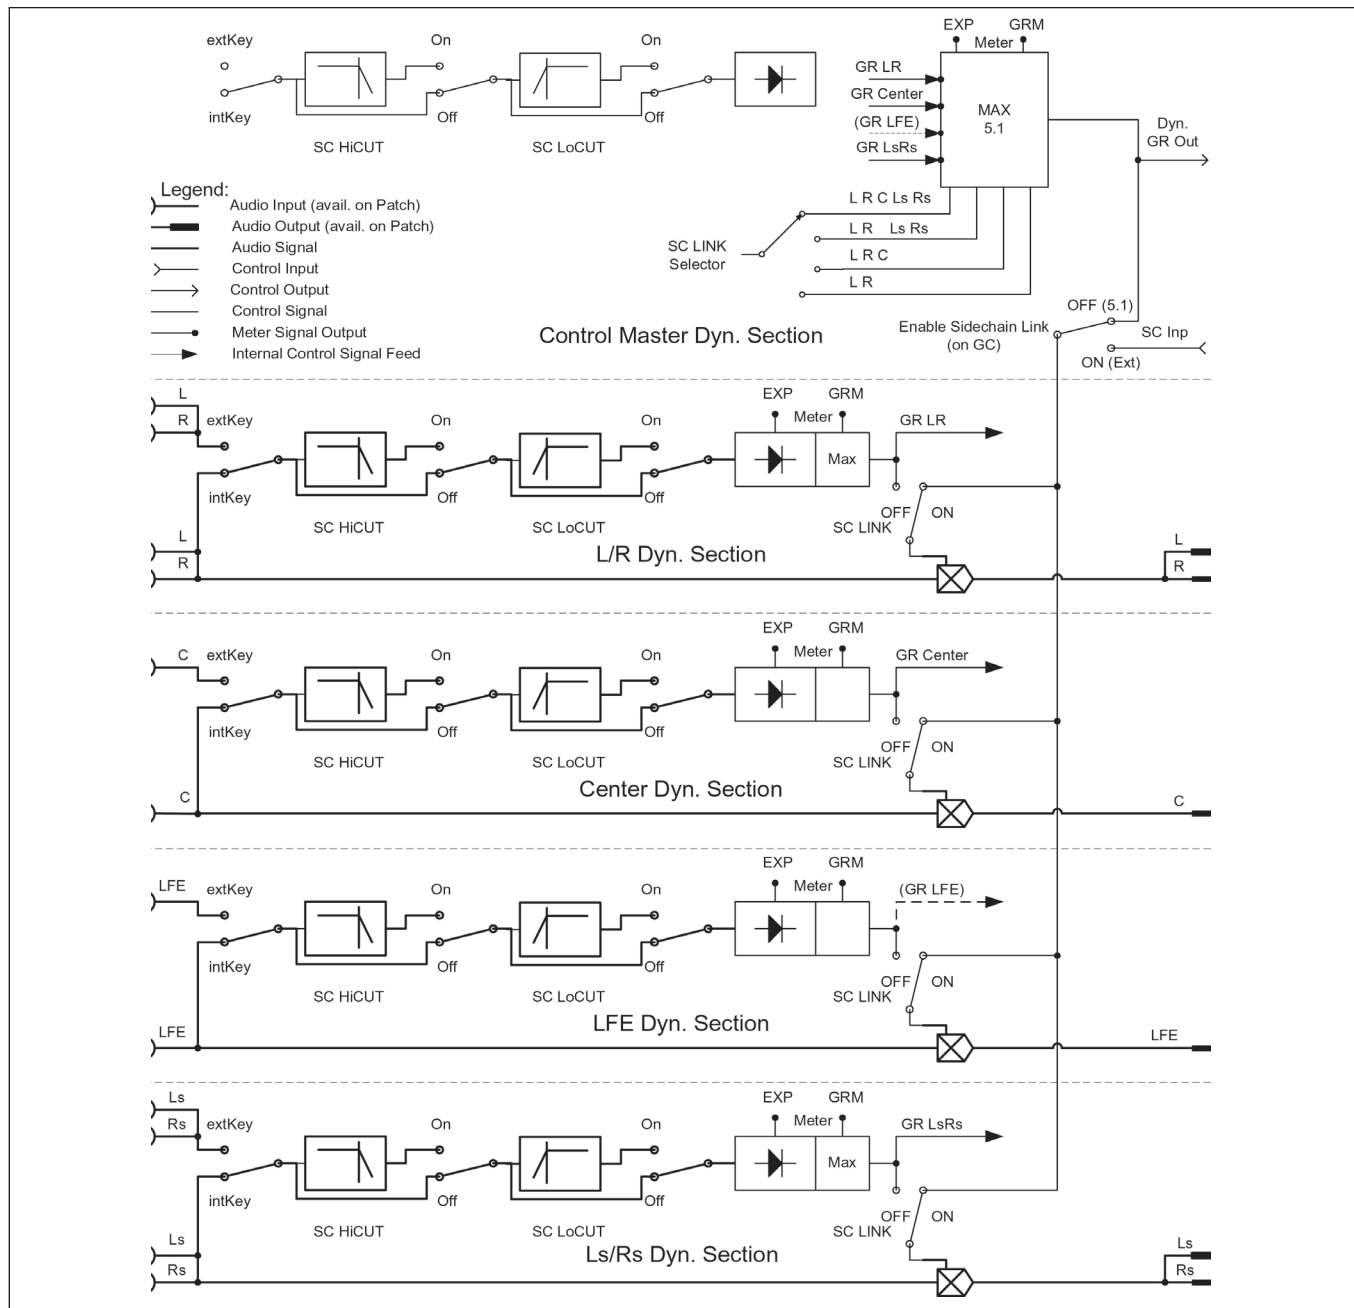 EXP GRM
Meter
extKey On On
GR LR
GR Center
(GR LFE)
GR LsRs
MAX
5.1
Dyn.
GR Out
intKey Off Off
SC HiCUT SC LoCUT
Legend:
Audio Input (avail. on Patch)
Audio Output (avail. on Patch)
Audio Signal
Control Input
Control Output
Control Signal
Meter Signal Output
Internal Control Signal Feed
L R C Ls Rs
L R Ls Rs
L R C
L R
SC LINK
Selector
Control Master Dyn. Section
Enable Sidechain Link
(on GC)
OFF (5.1)
SC Inp
ON (Ext)
L
R
extKey On On
EXP GRM
Meter
GR LR
Max
intKey Off Off
OFF ON
SC LINK
SC HiCUT SC LoCUT
L
R
L/R Dyn. Section
L
R
C
extKey On On
EXP GRM
Meter
GR Center
intKey Off Off
OFF ON
SC LINK
SC HiCUT SC LoCUT
Center Dyn. Section
C
C
LFE
extKey On On
EXP GRM
Meter
(GR LFE)
intKey Off Off
OFF ON
SC LINK
SC HiCUT SC LoCUT
LFE Dyn. Section
LFE
LFE
Ls
Rs
extKey On On
EXP GRM
Meter
GR LsRs
Max
intKey Off Off
OFF ON
SC LINK
SC HiCUT SC LoCUT
Ls
Rs
Ls/Rs Dyn. Section
Ls
Rs